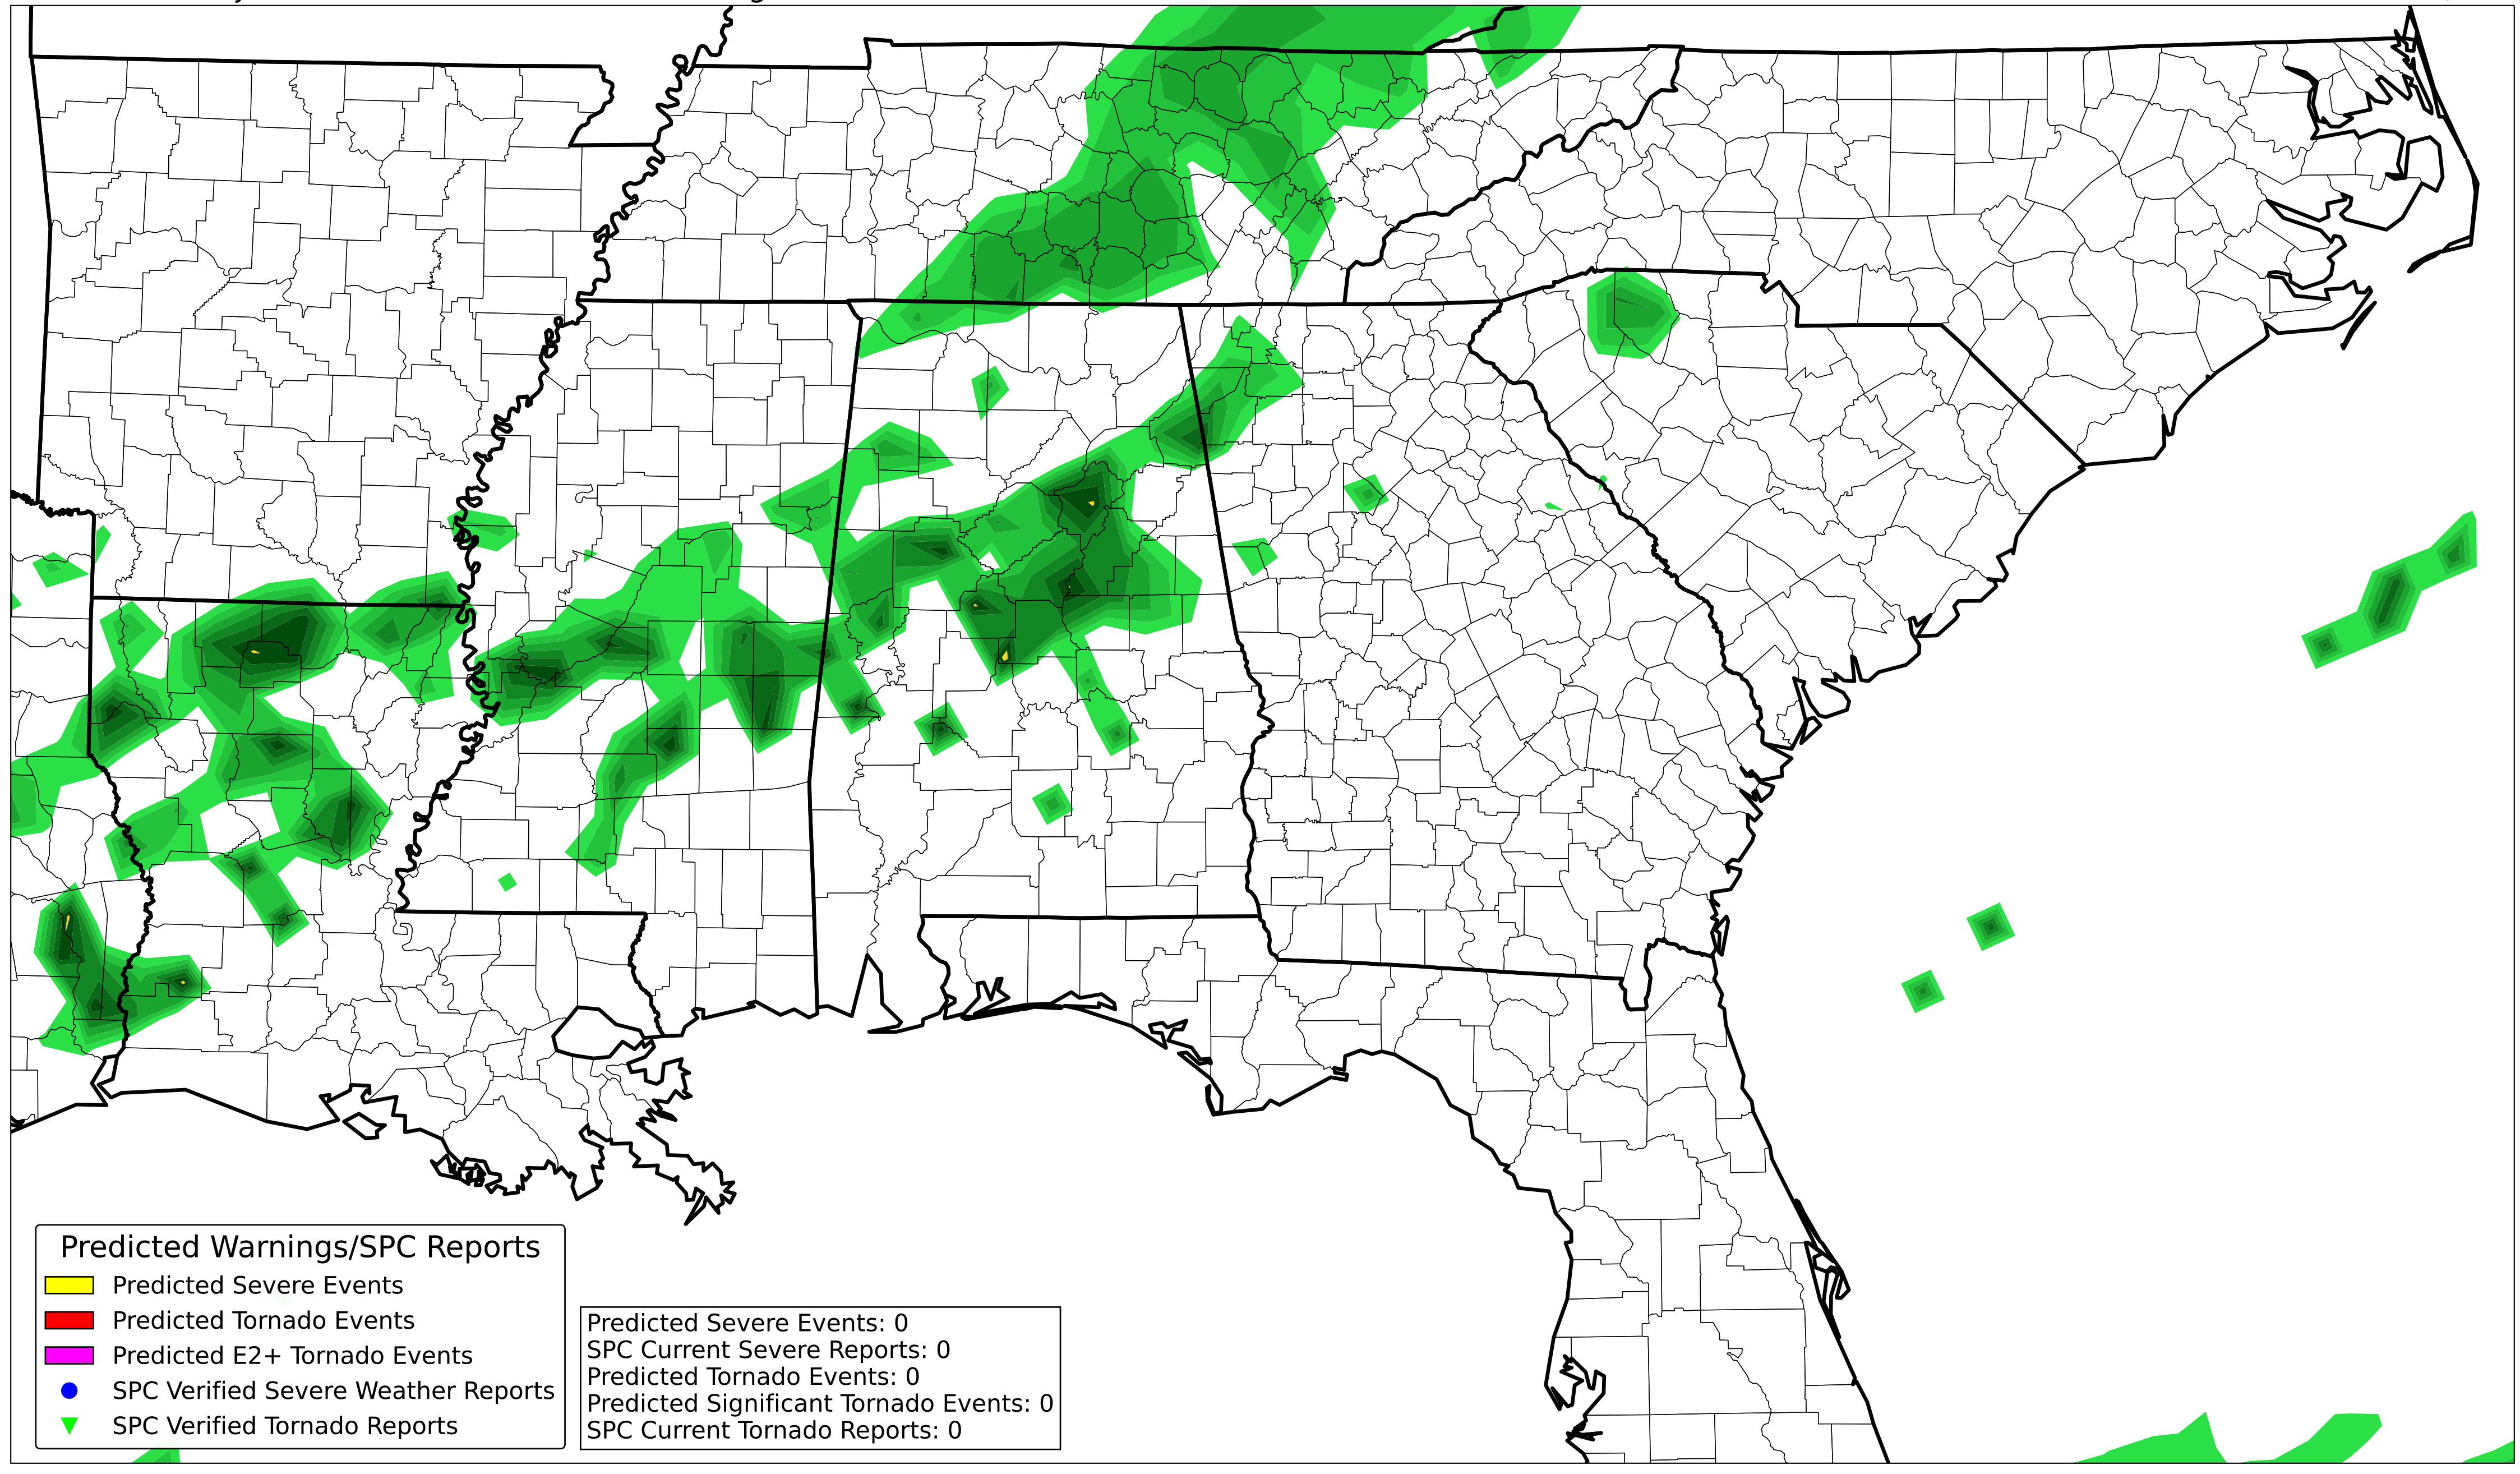 Predicted Warnings/SPC Reports
Predicted Severe Events
Predicted Tornado Events
Predicted E2+ Tornado Events
SPC Verified Severe Weather Reports
SPC Verified Tornado Reports
Predicted Severe Events: 0
SPC Current Severe Reports: 0
Predicted Tornado Events: 0
Predicted Significant Tornado Events: 0
SPC Current Tornado Reports: 0